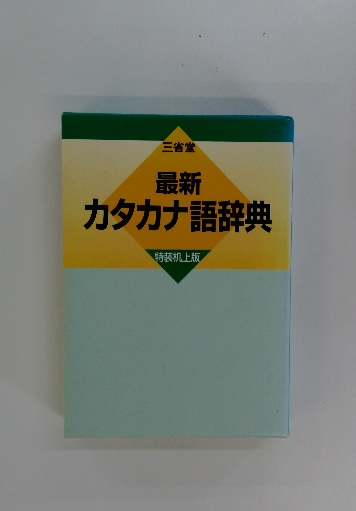 三省堂
最新
カタカナ語辞典
特装机上版